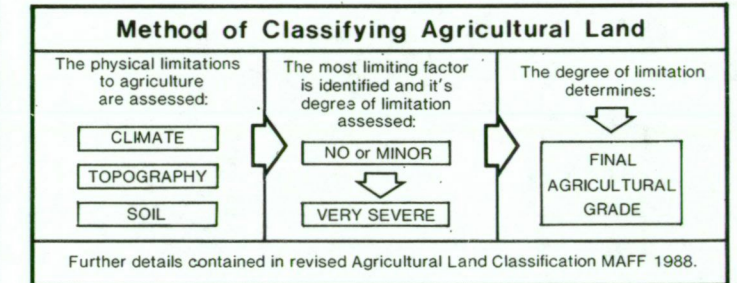 Method of Classifying Agricultural Land
The physical limitations
to agriculture
are assessed:
CLIMATE
TOPOGRAPHY
SOIL
The most limiting factor
is identified and it's
degree of limitation
assessed:
NO or MINOR
VERY SEVERE
The degree of limitation
determines:
FINAL
AGRICULTURAL
GRADE
Further details contained in revised Agricultural Land Classification MAFF 1988.